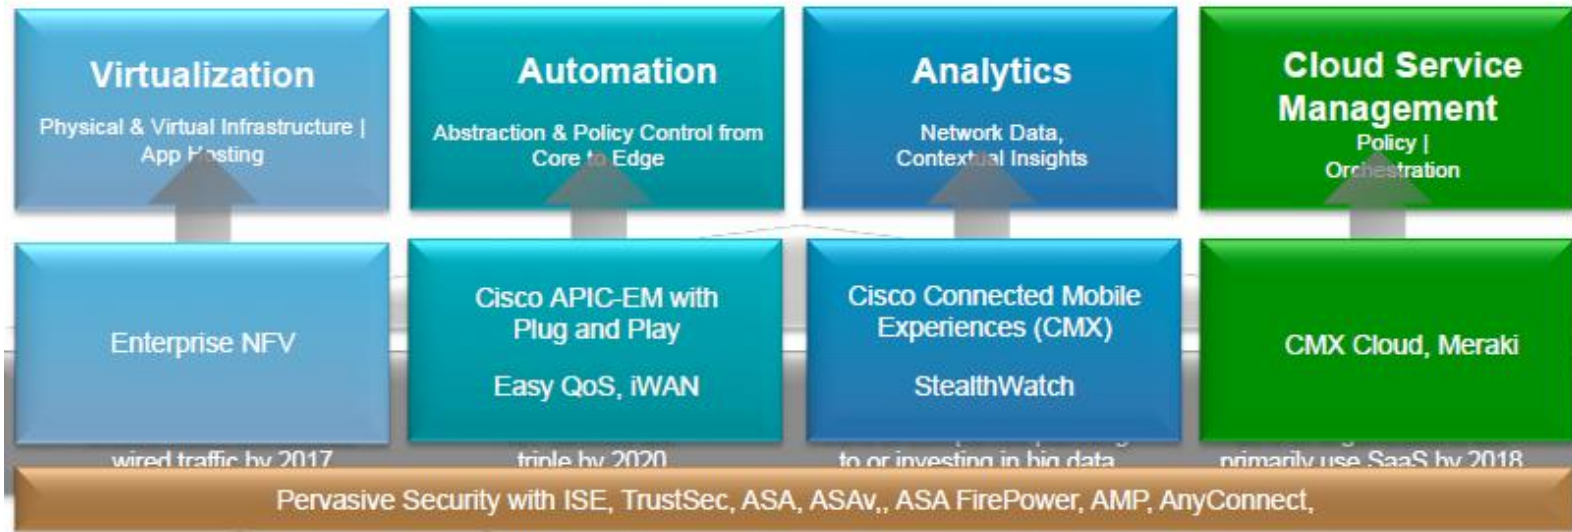 Virtualization
Physical & Virtual Infrastructure |
App Hosting
Automation
Abstraction & Policy Control from
Core to Edge
Analytics
Network Data,
Contextual Insights
Cloud Service
Management
Policy |
Orchestration
Enterprise NFV
Cisco APIC-EM with
Plug and Play
Easy QoS, iWAN
Cisco Connected Mobile
Experiences (CMX)
StealthWatch
CMX Cloud, Meraki
wired traffic by 2017
triple by 2020
to or investing in big data
primarily use SaaS by 2018
Pervasive Security with ISE, TrustSec, ASA, ASAv,, ASA FirePower, AMP, AnyConnect,